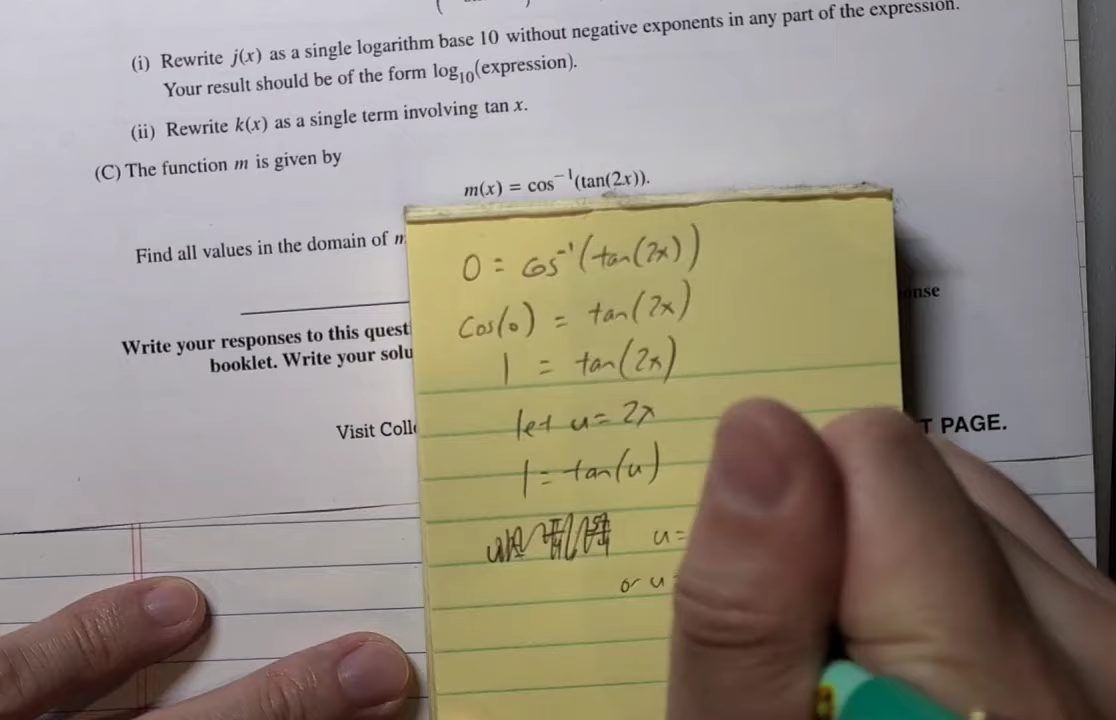 (i) Rewrite j(x) as a single logarithm base 10 without negative exponents in any part of the expression.
Your result should be of the form log₁₀(expression).
(ii) Rewrite k(x) as a single term involving tan x.
(C) The function m is given by
m(x) = cos⁻¹(tan(2x)).
Find all values in the domain of m
0 = cos⁻¹(tan(2x))
cos(0) = tan(2x)
1 = tan(2x)
let u = 2x
1 = tan(u)
u =
or u
Write your responses to this quest
booklet. Write your solu
onse
Visit Coll
T PAGE.